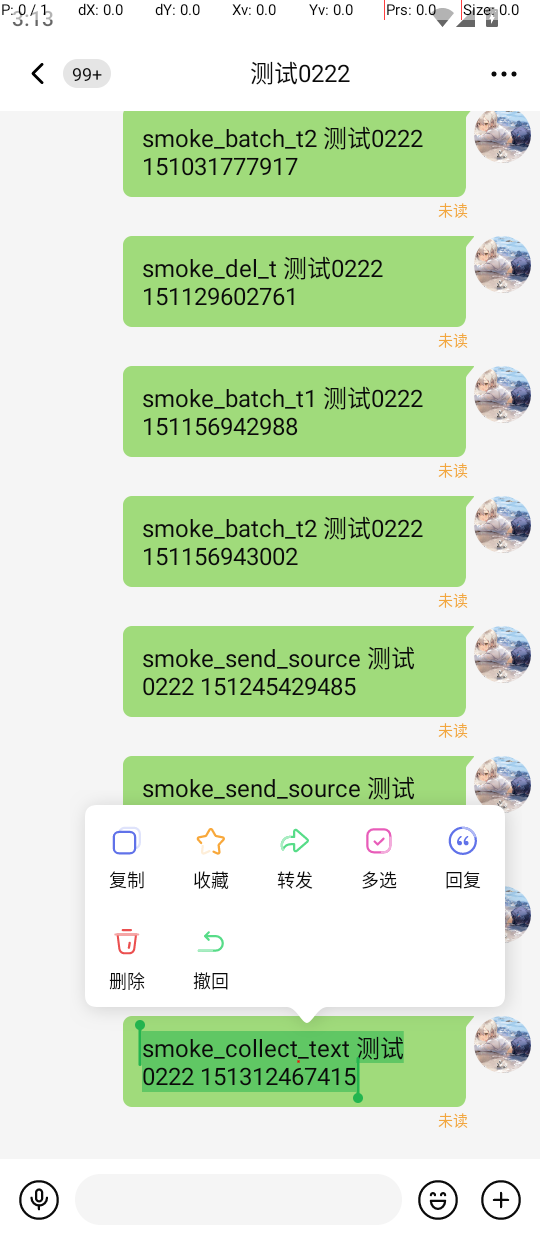 P: 0 / 1 dX: 0.0 dY: 0.0 Xv: 0.0 Yv: 0.0 Prs: 0.0 Size: 0.0
3:13
99+ 测试0222
smoke_batch_t2 测试0222
151031777917
未读
smoke_del_t 测试0222
151129602761
未读
smoke_batch_t1 测试0222
151156942988
未读
smoke_batch_t2 测试0222
151156943002
未读
smoke_send_source 测试
0222 151245429485
未读
smoke_send_source 测试
复制 收藏 转发 多选 回复
删除 撤回
smoke_collect_text 测试
0222 151312467415
未读